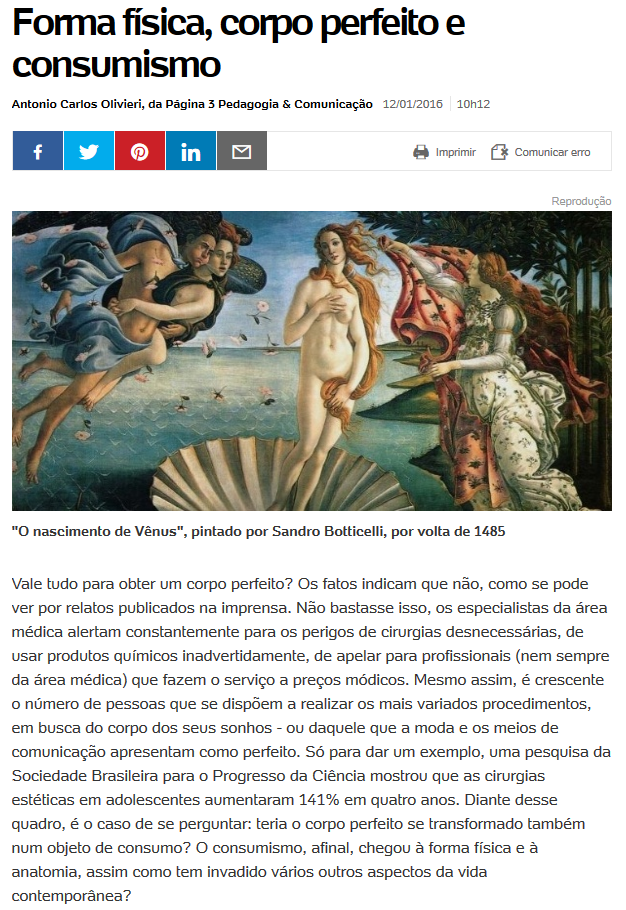 Forma física, corpo perfeito e
consumismo
Antonio Carlos Olivieri, da Página 3 Pedagogia & Comunicação 12/01/2016 10h12
Imprimir Comunicar erro
Reprodução
"O nascimento de Vênus", pintado por Sandro Botticelli, por volta de 1485
Vale tudo para obter um corpo perfeito? Os fatos indicam que não, como se pode
ver por relatos publicados na imprensa. Não bastasse isso, os especialistas da área
médica alertam constantemente para os perigos de cirurgias desnecessárias, de
usar produtos químicos inadvertidamente, de apelar para profissionais (nem sempre
da área médica) que fazem o serviço a preços módicos. Mesmo assim, é crescente
o número de pessoas que se dispõem a realizar os mais variados procedimentos,
em busca do corpo dos seus sonhos - ou daquele que a moda e os meios de
comunicação apresentam como perfeito. Só para dar um exemplo, uma pesquisa da
Sociedade Brasileira para o Progresso da Ciência mostrou que as cirurgias
estéticas em adolescentes aumentaram 141% em quatro anos. Diante desse
quadro, é o caso de se perguntar: teria o corpo perfeito se transformado também
num objeto de consumo? O consumismo, afinal, chegou à forma física e à
anatomia, assim como tem invadido vários outros aspectos da vida
contemporânea?